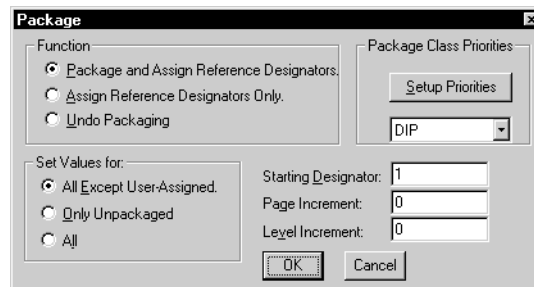 Package
Function
Package and Assign Reference Designators.
Assign Reference Designators Only.
Undo Packaging
Package Class Priorities
Setup Priorities
DIP
Set Values for:
All Except User-Assigned.
Only Unpackaged
All
Starting Designator: 1
Page Increment: 0
Level Increment: 0
OK
Cancel